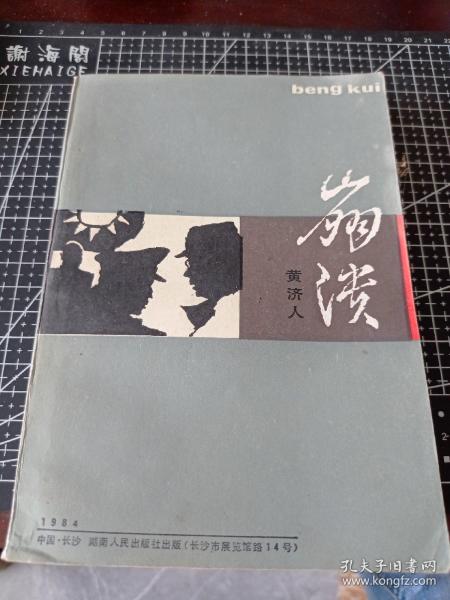 謝海閣
XIEHAIGE
beng kui
崩溃
黄济人
1984
中国·长沙 湖南人民出版社出版(长沙市展览馆路14号)
孔夫子旧书网
www.kongfz.com